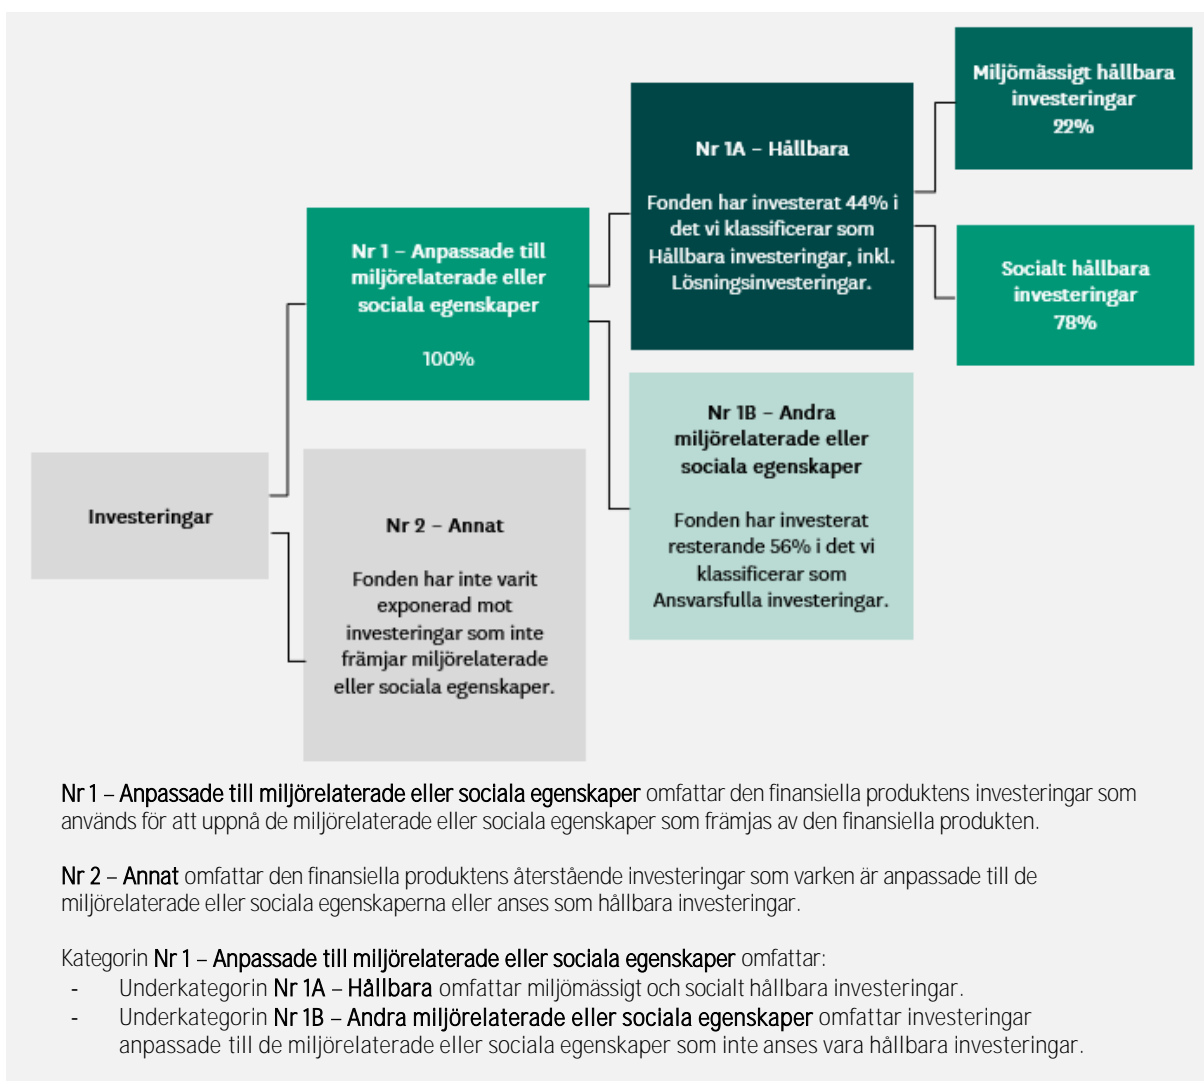 Miljömässigt hållbara
investeringar
22%
Nr 1A – Hållbara
Fonden har investerat 44% i
det vi klassificerar som
Hållbara investeringar, inkl.
Lösningsinvesteringar.
Nr 1 – Anpassade till
miljörelaterade eller
sociala egenskaper
100%
Socialt hållbara
investeringar
78%
Nr 1B – Andra
miljörelaterade eller
sociala egenskaper
Fonden har investerat
resterande 56% i det vi
klassificerar som
Ansvarsfulla investeringar.
Investeringar
Nr 2 – Annat
Fonden har inte varit
exponerad mot
investeringar som inte
främjar miljörelaterade
eller sociala egenskaper.
Nr 1 – Anpassade till miljörelaterade eller sociala egenskaper omfattar den finansiella produktens investeringar som
används för att uppnå de miljörelaterade eller sociala egenskaper som främjas av den finansiella produkten.
Nr 2 – Annat omfattar den finansiella produktens återstående investeringar som varken är anpassade till de
miljörelaterade eller sociala egenskaperna eller anses som hållbara investeringar.
Kategorin Nr 1 – Anpassade till miljörelaterade eller sociala egenskaper omfattar:
- Underkategorin Nr 1A – Hållbara omfattar miljömässigt och socialt hållbara investeringar.
- Underkategorin Nr 1B – Andra miljörelaterade eller sociala egenskaper omfattar investeringar
anpassade till de miljörelaterade eller sociala egenskaper som inte anses vara hållbara investeringar.